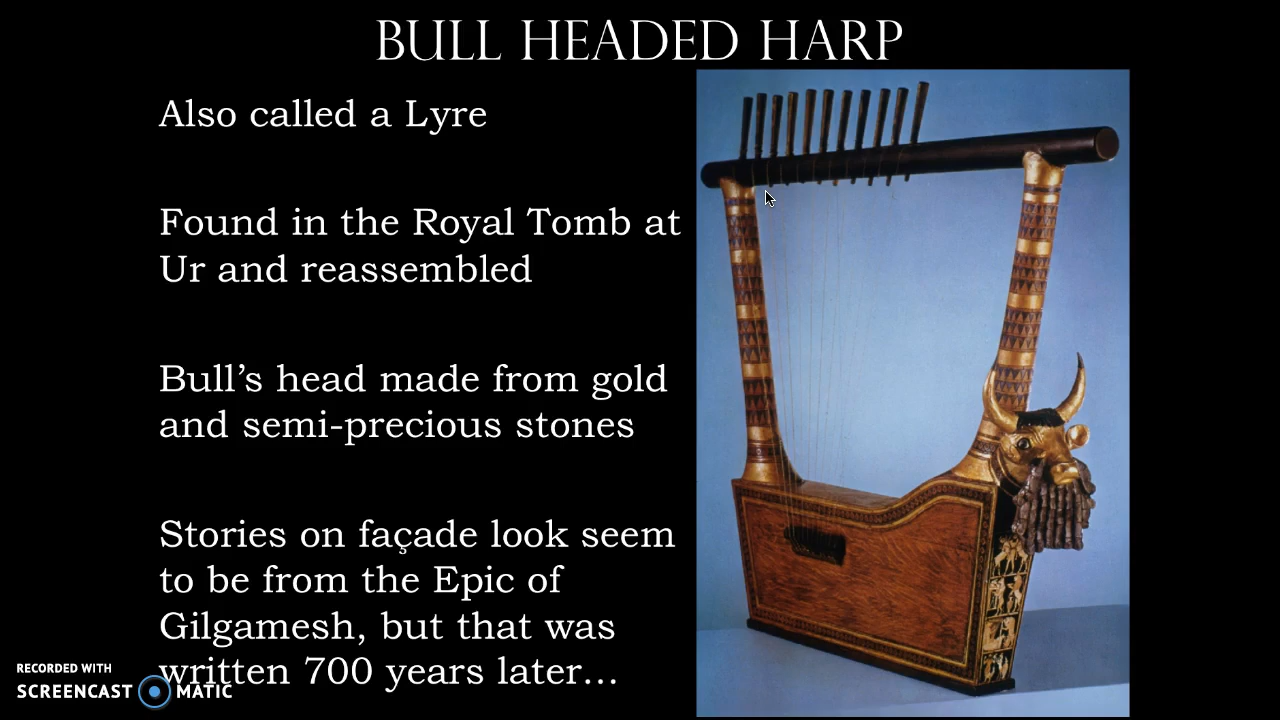 BULL HEADED HARP
Also called a Lyre
Found in the Royal Tomb at
Ur and reassembled
Bull's head made from gold
and semi-precious stones
Stories on façade look seem
to be from the Epic of
Gilgamesh, but that was
written 700 years later...
RECORDED WITH
SCREENCAST MATIC